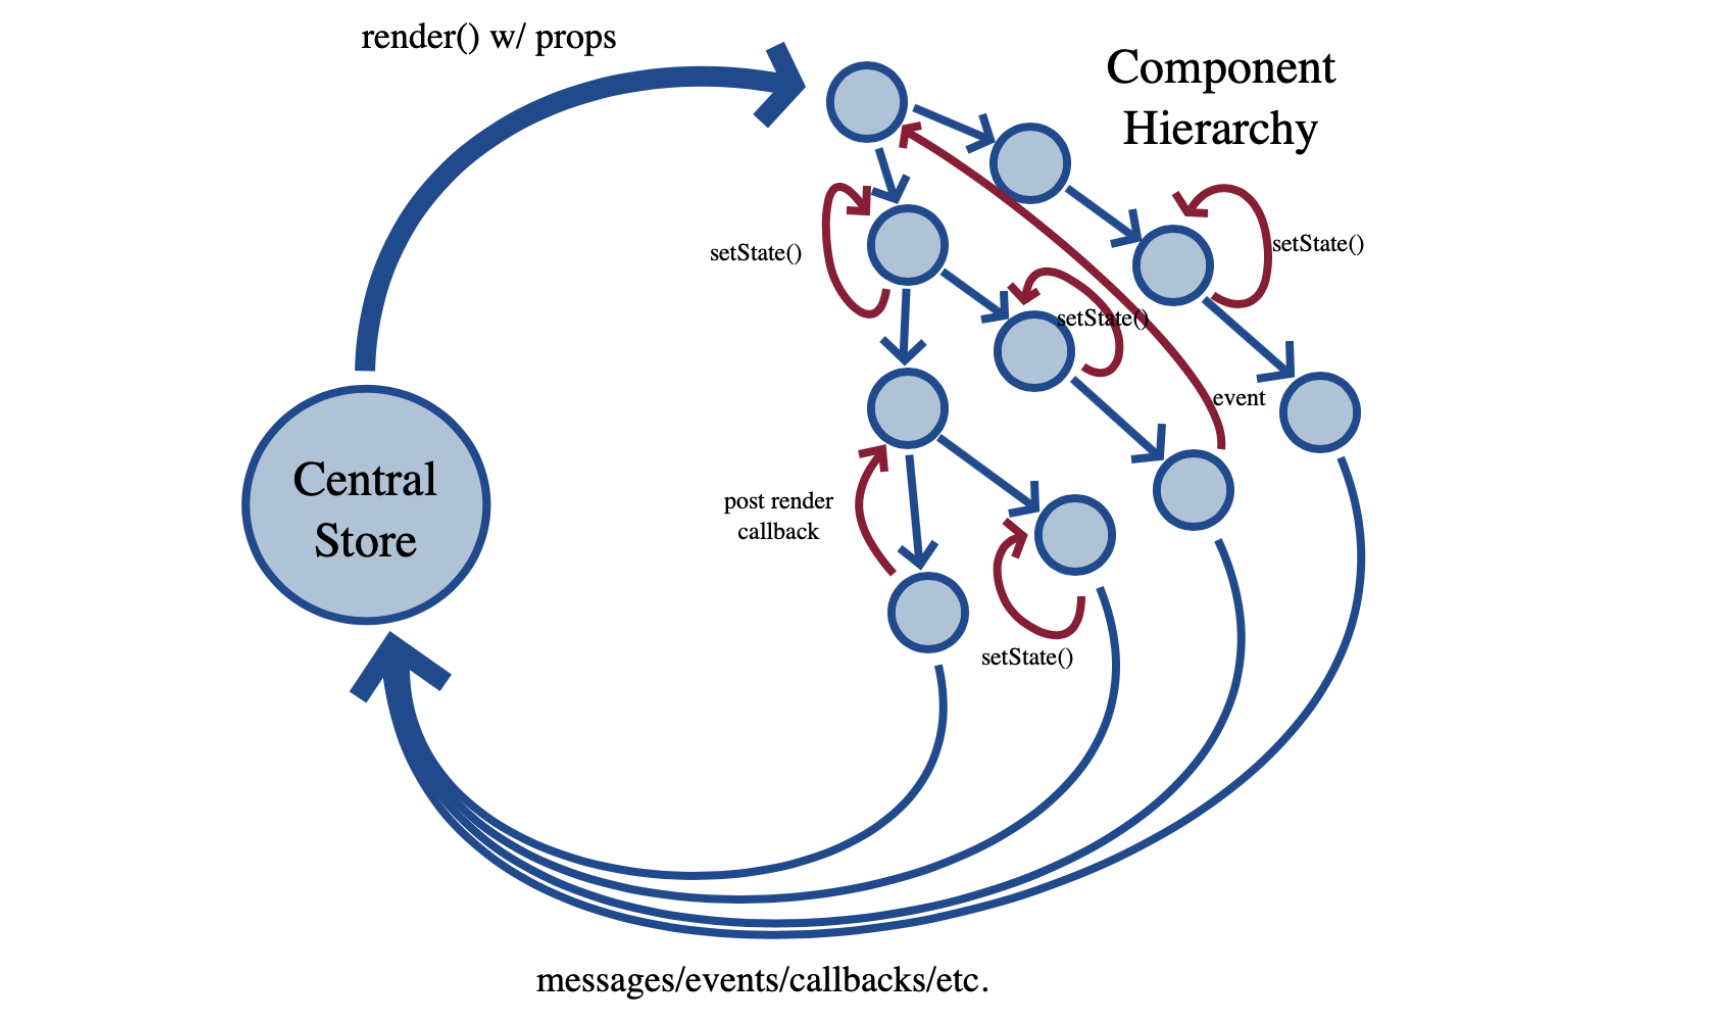 render() w/ props
Component
Hierarchy
setState()
setState()
setState()
event
Central
Store
post render
callback
setState()
messages/events/callbacks/etc.